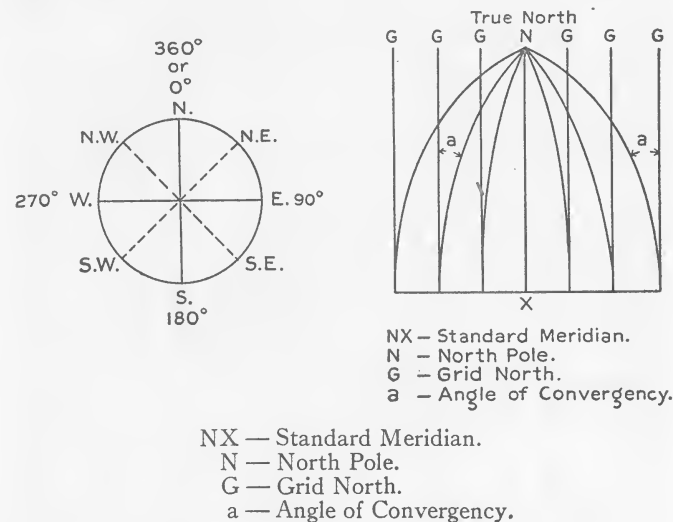 360°
or
0°
N.
N.W. N.E.
270° W. E. 90°
S.W. S.E.
S.
180°
True North
G G G N G G G
a a
X
NX – Standard Meridian.
N – North Pole.
G – Grid North.
a – Angle of Convergency.
NX — Standard Meridian.
N — North Pole.
G — Grid North.
a — Angle of Convergency.